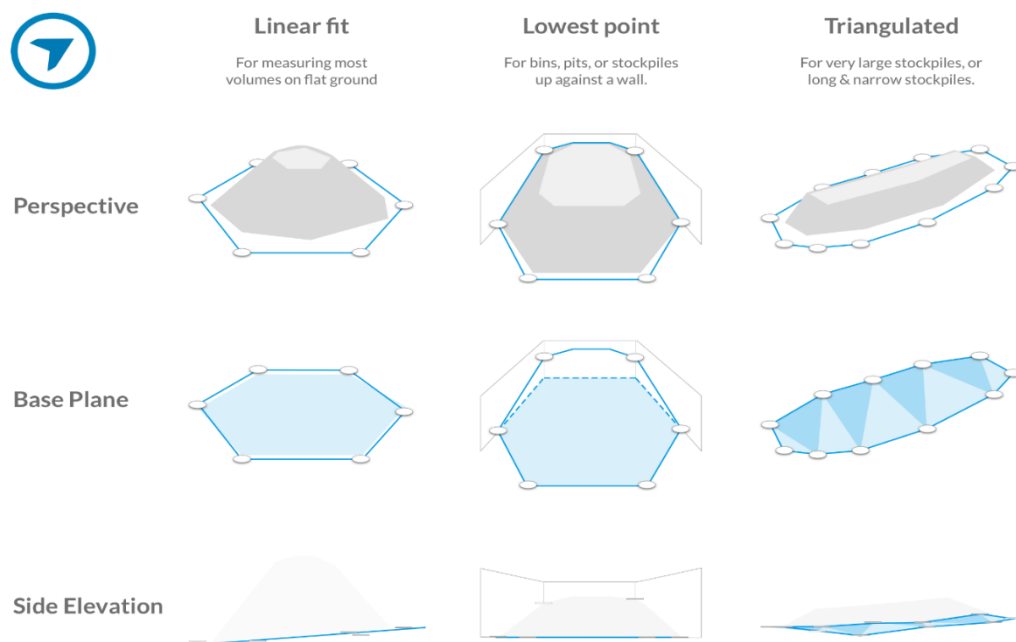 Linear fit
Lowest point
Triangulated
For measuring most
volumes on flat ground
For bins, pits, or stockpiles
up against a wall.
For very large stockpiles, or
long & narrow stockpiles.
Perspective
Base Plane
Side Elevation